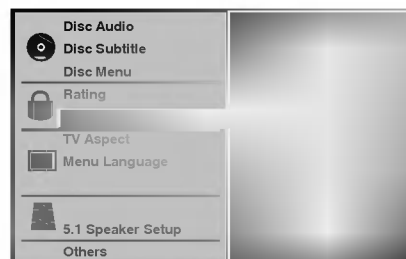 Disc Audio
Disc Subtitle
Disc Menu
Rating
TV Aspect
Menu Language
5.1 Speaker Setup
Others